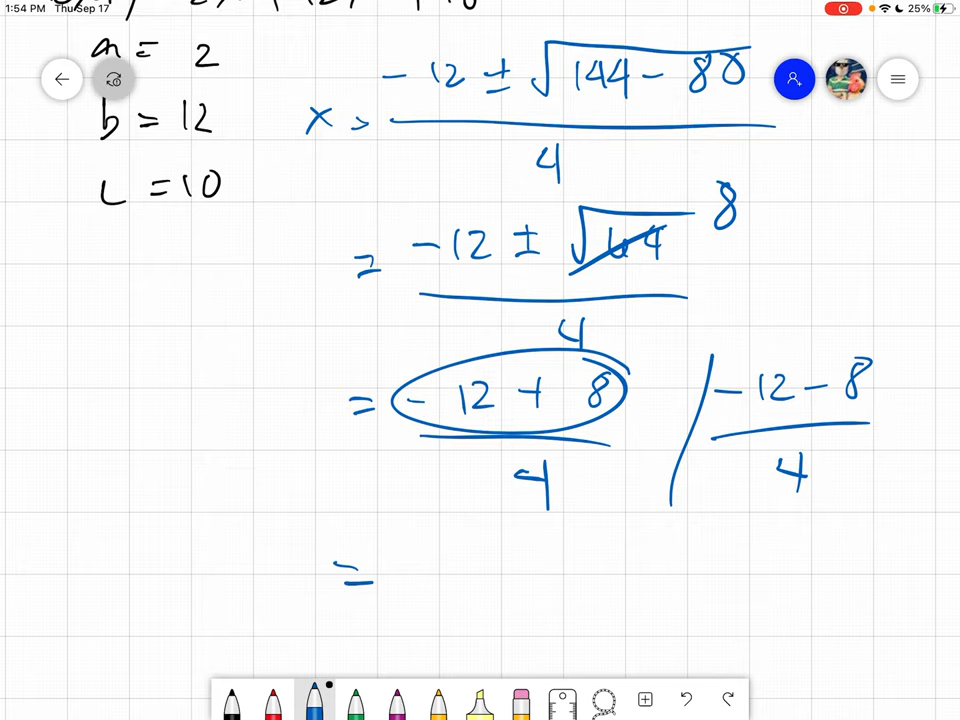 1:54 PM Thu Sep 17
25%
a = 2
b = 12
c = 10
x = -12 ± √144 - 80
4
= -12 ± √64 8
4
= -12 + 8 / -12 - 8
4 4
=